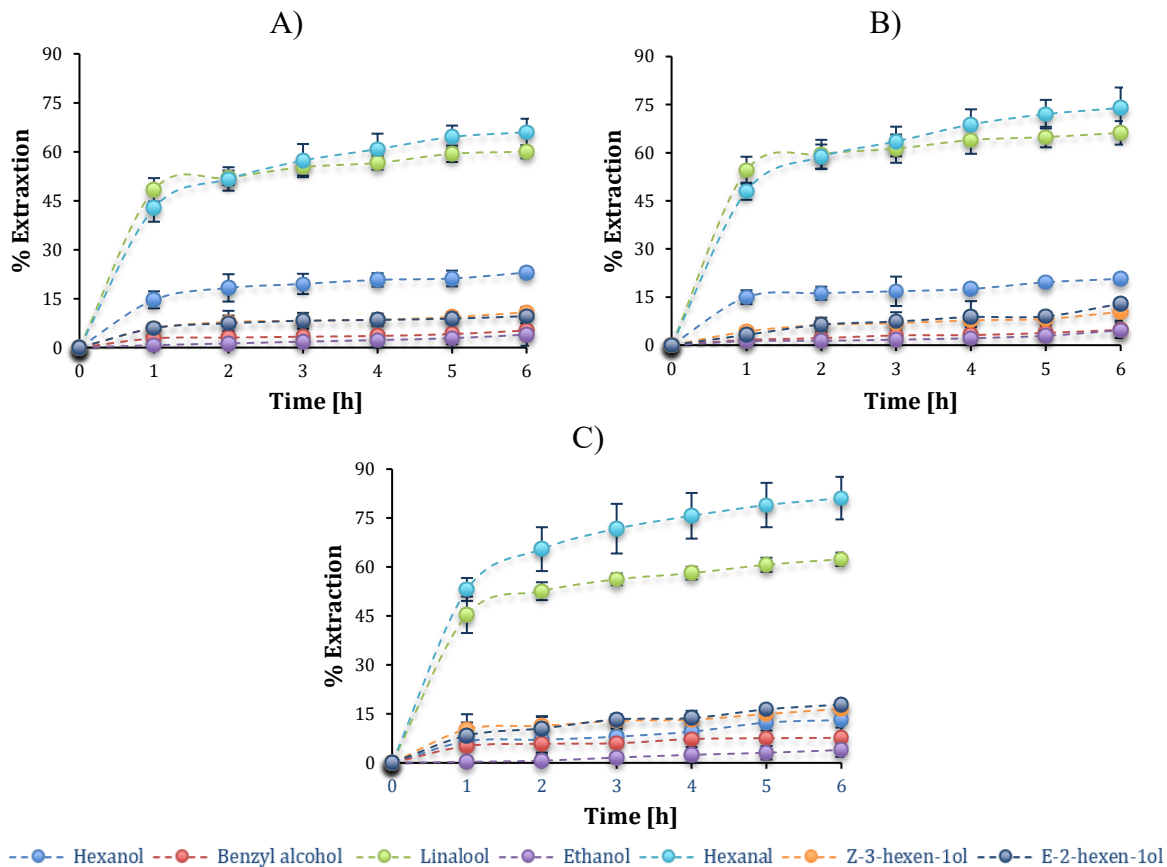 A)
B)
90
75
60
45
30
15
0
% Extraxtion
0 1 2 3 4 5 6
Time [h]
90
75
60
45
30
15
0
% Extraction
0 1 2 3 4 5 6
Time [h]
C)
90
75
60
45
30
15
0
% Extraction
0 1 2 3 4 5 6
Time [h]
Hexanol Benzyl alcohol Linalool Ethanol Hexanal Z-3-hexen-1ol E-2-hexen-1ol